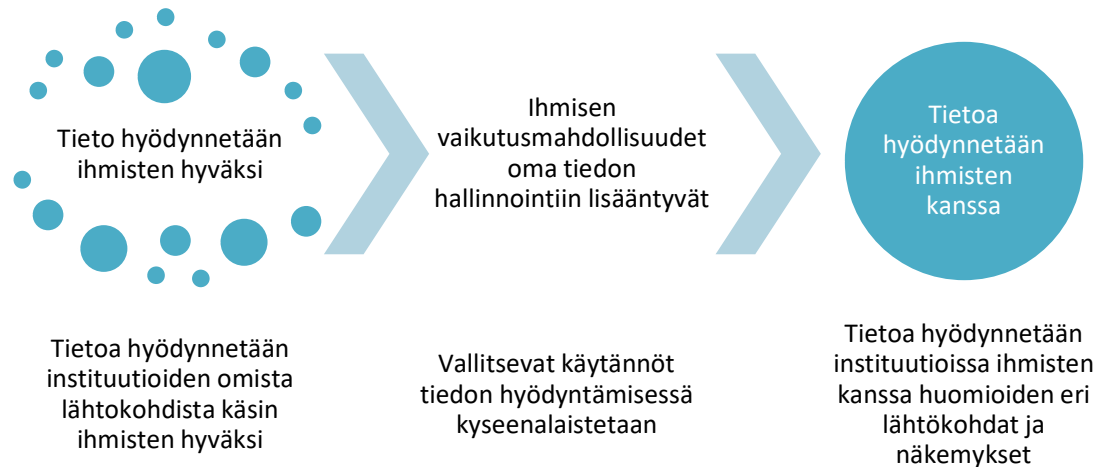 Tieto hyödynnetään
ihmisten hyväksi
Ihmisen
vaikutusmahdollisuudet
oma tiedon
hallinnointiin lisääntyvät
Tietoa
hyödynnetään
ihmisten
kanssa
Tietoa hyödynnetään
instituutioiden omista
lähtokohdista käsin
ihmisten hyväksi
Vallitsevat käytännöt
tiedon hyödyntämisessä
kyseenalaistetaan
Tietoa hyödynnetään
instituutioissa ihmisten
kanssa huomioiden eri
lähtökohdat ja
näkemykset